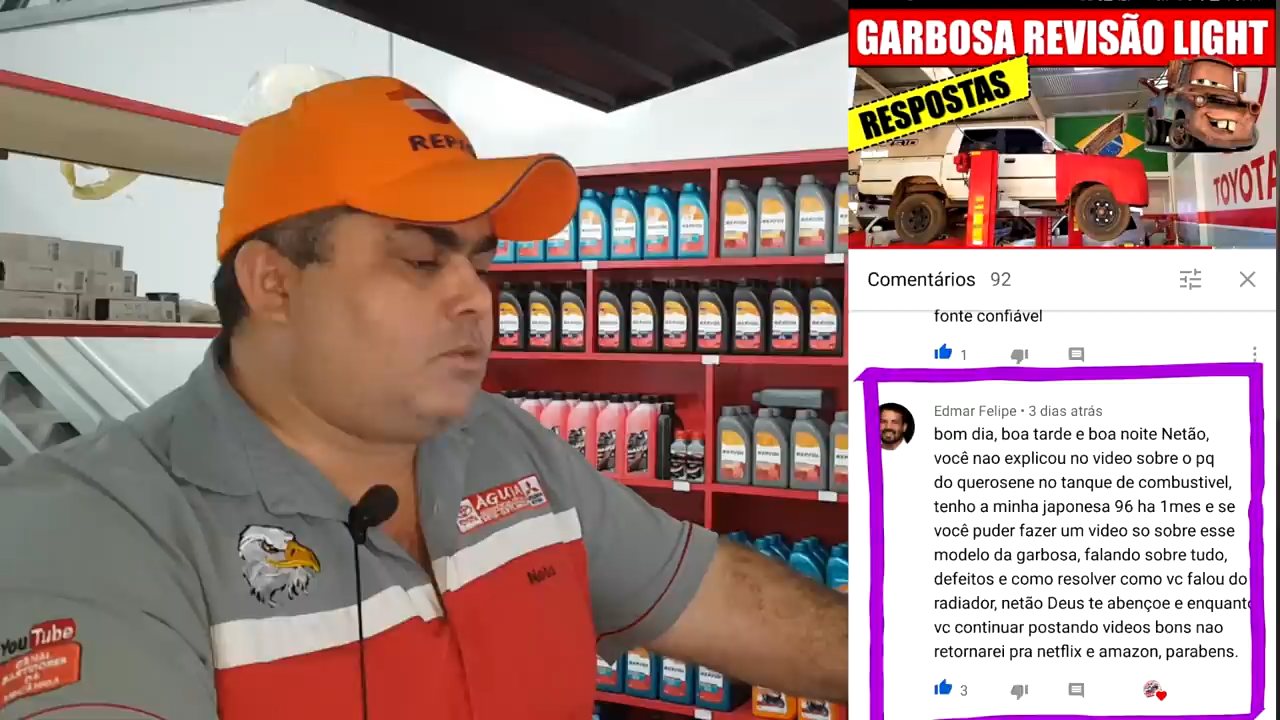 GARBOSA REVISÃO LIGHT
RESPOSTAS
TOYOTA
Comentários 92
fonte confiável
1
Edmar Felipe • 3 dias atrás
bom dia, boa tarde e boa noite Netão,
você nao explicou no video sobre o pq
do querosene no tanque de combustivel,
tenho a minha japonesa 96 ha 1mes e se
você puder fazer um video so sobre esse
modelo da garbosa, falando sobre tudo,
defeitos e como resolver como vc falou do
radiador, netão Deus te abençoe e enquanto
vc continuar postando videos bons nao
retornarei pra netflix e amazon, parabens.
3
REPSOL
ÁGUIA
Neto
YouTube
CANAL
BASTIDORES
DA